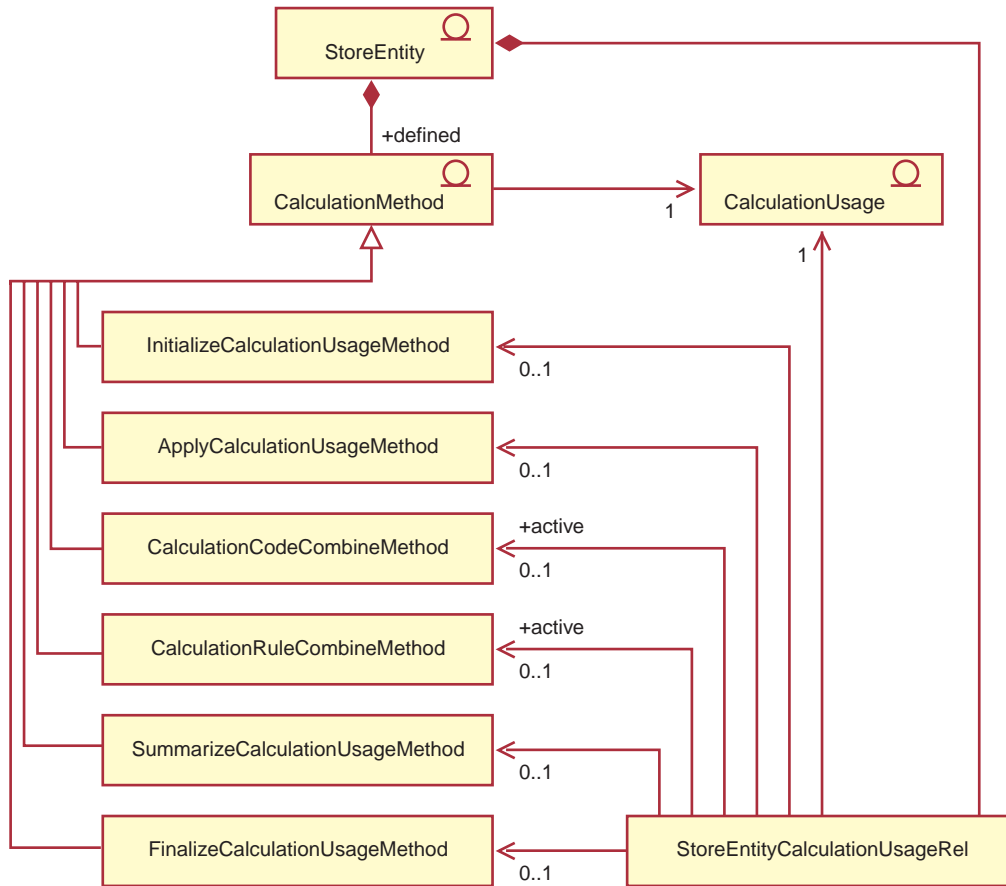 StoreEntity
+defined
CalculationMethod
1
CalculationUsage
1
InitializeCalculationUsageMethod
0..1
ApplyCalculationUsageMethod
0..1
+active
CalculationCodeCombineMethod
0..1
+active
CalculationRuleCombineMethod
0..1
SummarizeCalculationUsageMethod
0..1
FinalizeCalculationUsageMethod
0..1
StoreEntityCalculationUsageRel